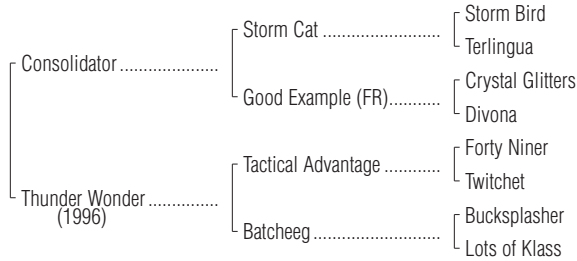 Storm Bird
Storm Cat ....................
Terlingua
Consolidator .................
Crystal Glitters
Good Example (FR)...........
Divona
Forty Niner
Tactical Advantage ............
Twitchet
Thunder Wonder ..............
(1996)
Bucksplasher
Batcheeg ......................
Lots of Klass